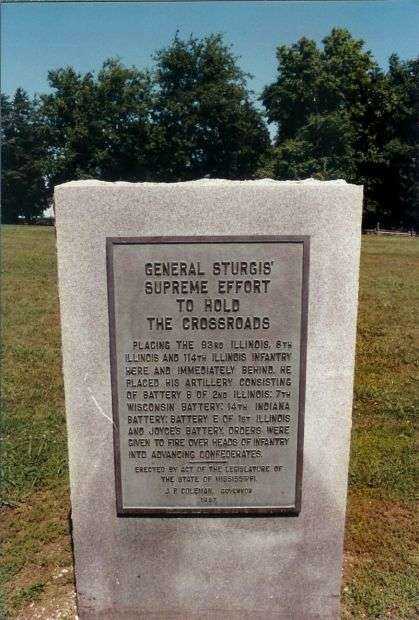 GENERAL STURGIS'
SUPREME EFFORT
TO HOLD
THE CROSSROADS
PLACING THE 93RD ILLINOIS, 8TH
ILLINOIS AND 114TH ILLINOIS INFANTRY
HERE AND IMMEDIATELY BEHIND, HE
PLACED HIS ARTILLERY CONSISTING
OF BATTERY B OF 2ND ILLINOIS; 7TH
WISCONSIN BATTERY; 14TH INDIANA
BATTERY; BATTERY E OF 1ST ILLINOIS
AND JOYCE'S BATTERY. ORDERS WERE
GIVEN TO FIRE OVER HEADS OF INFANTRY
INTO ADVANCING CONFEDERATES.
ERECTED BY ACT OF THE LEGISLATURE OF
THE STATE OF MISSISSIPPI.
J. P. COLEMAN, GOVERNOR
1957